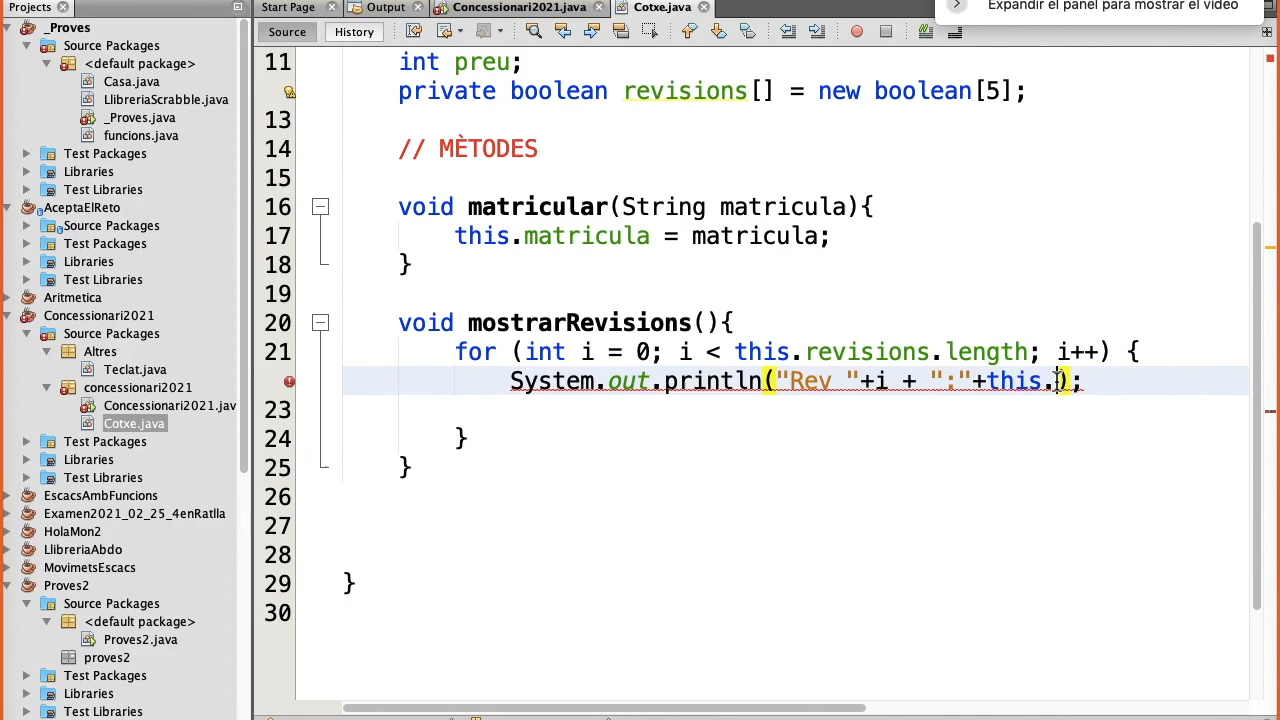 Projects
Start Page
Output
Concessionari2021.java
Cotxe.java
Expandir el panel para mostrar el vídeo
Source
History
_Proves
Source Packages
<default package>
Casa.java
LlibreriaScrabble.java
_Proves.java
funcions.java
Test Packages
Libraries
Test Libraries
AceptaElReto
Source Packages
Test Packages
Libraries
Test Libraries
Aritmetica
Concessionari2021
Source Packages
Altres
Teclat.java
concessionari2021
Concessionari2021.jav
Cotxe.java
Test Packages
Libraries
Test Libraries
EscacsAmbFuncions
Examen2021_02_25_4enRatlla
HolaMon2
LlibreriaAbdo
MovimetsEscacs
Proves2
Source Packages
<default package>
Proves2.java
proves2
Test Packages
Libraries
Test Libraries
11 int preu;
private boolean revisions[] = new boolean[5];
13
14 // MÈTODES
15
16 void matricular(String matricula){
17 this.matricula = matricula;
18 }
19
20 void mostrarRevisions(){
21 for (int i = 0; i < this.revisions.length; i++) {
System.out.println("Rev "+i + ":"+this.);
23
24 }
25 }
26
27
28
29 }
30